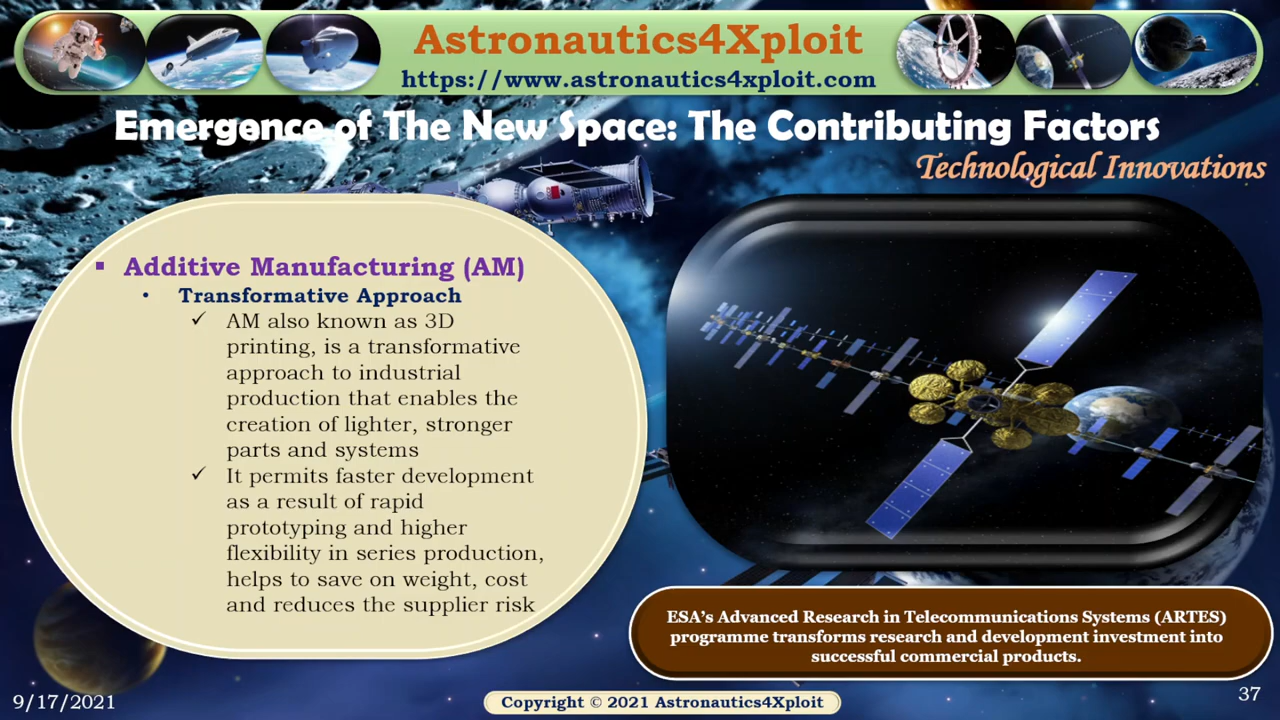 Astronautics4Xploit
https://www.astronautics4xploit.com
Emergence of The New Space: The Contributing Factors
Technological Innovations
▪ Additive Manufacturing (AM)
• Transformative Approach
✓ AM also known as 3D
printing, is a transformative
approach to industrial
production that enables the
creation of lighter, stronger
parts and systems
✓ It permits faster development
as a result of rapid
prototyping and higher
flexibility in series production,
helps to save on weight, cost
and reduces the supplier risk
ESA's Advanced Research in Telecommunications Systems (ARTES)
programme transforms research and development investment into
successful commercial products.
9/17/2021
Copyright © 2021 Astronautics4Xploit
37